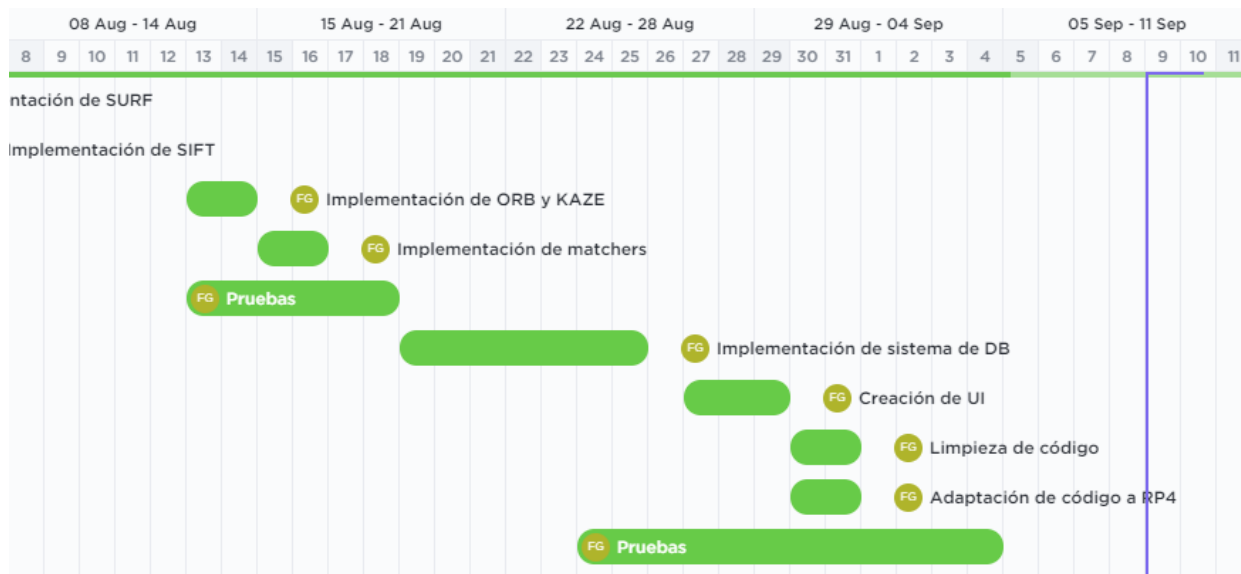 08 Aug - 14 Aug 15 Aug - 21 Aug 22 Aug - 28 Aug 29 Aug - 04 Sep 05 Sep - 11 Sep
8 9 10 11 12 13 14 15 16 17 18 19 20 21 22 23 24 25 26 27 28 29 30 31 1 2 3 4 5 6 7 8 9 10 11
ntación de SURF
Implementación de SIFT
FG Implementación de ORB y KAZE
FG Implementación de matchers
FG Pruebas
FG Implementación de sistema de DB
FG Creación de UI
FG Limpieza de código
FG Adaptación de código a RP4
FG Pruebas